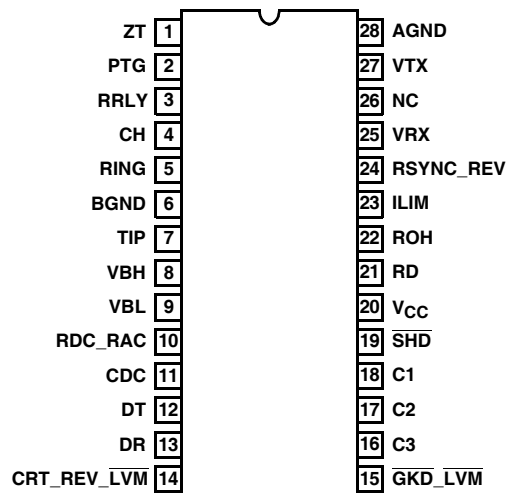 ZT 1 28 AGND
PTG 2 27 VTX
RRLY 3 26 NC
CH 4 25 VRX
RING 5 24 RSYNC_REV
BGND 6 23 ILIM
TIP 7 22 ROH
VBH 8 21 RD
VBL 9 20 VCC
RDC_RAC 10 19 SHD
CDC 11 18 C1
DT 12 17 C2
DR 13 16 C3
CRT_REV_LVM 14 15 GKD_LVM